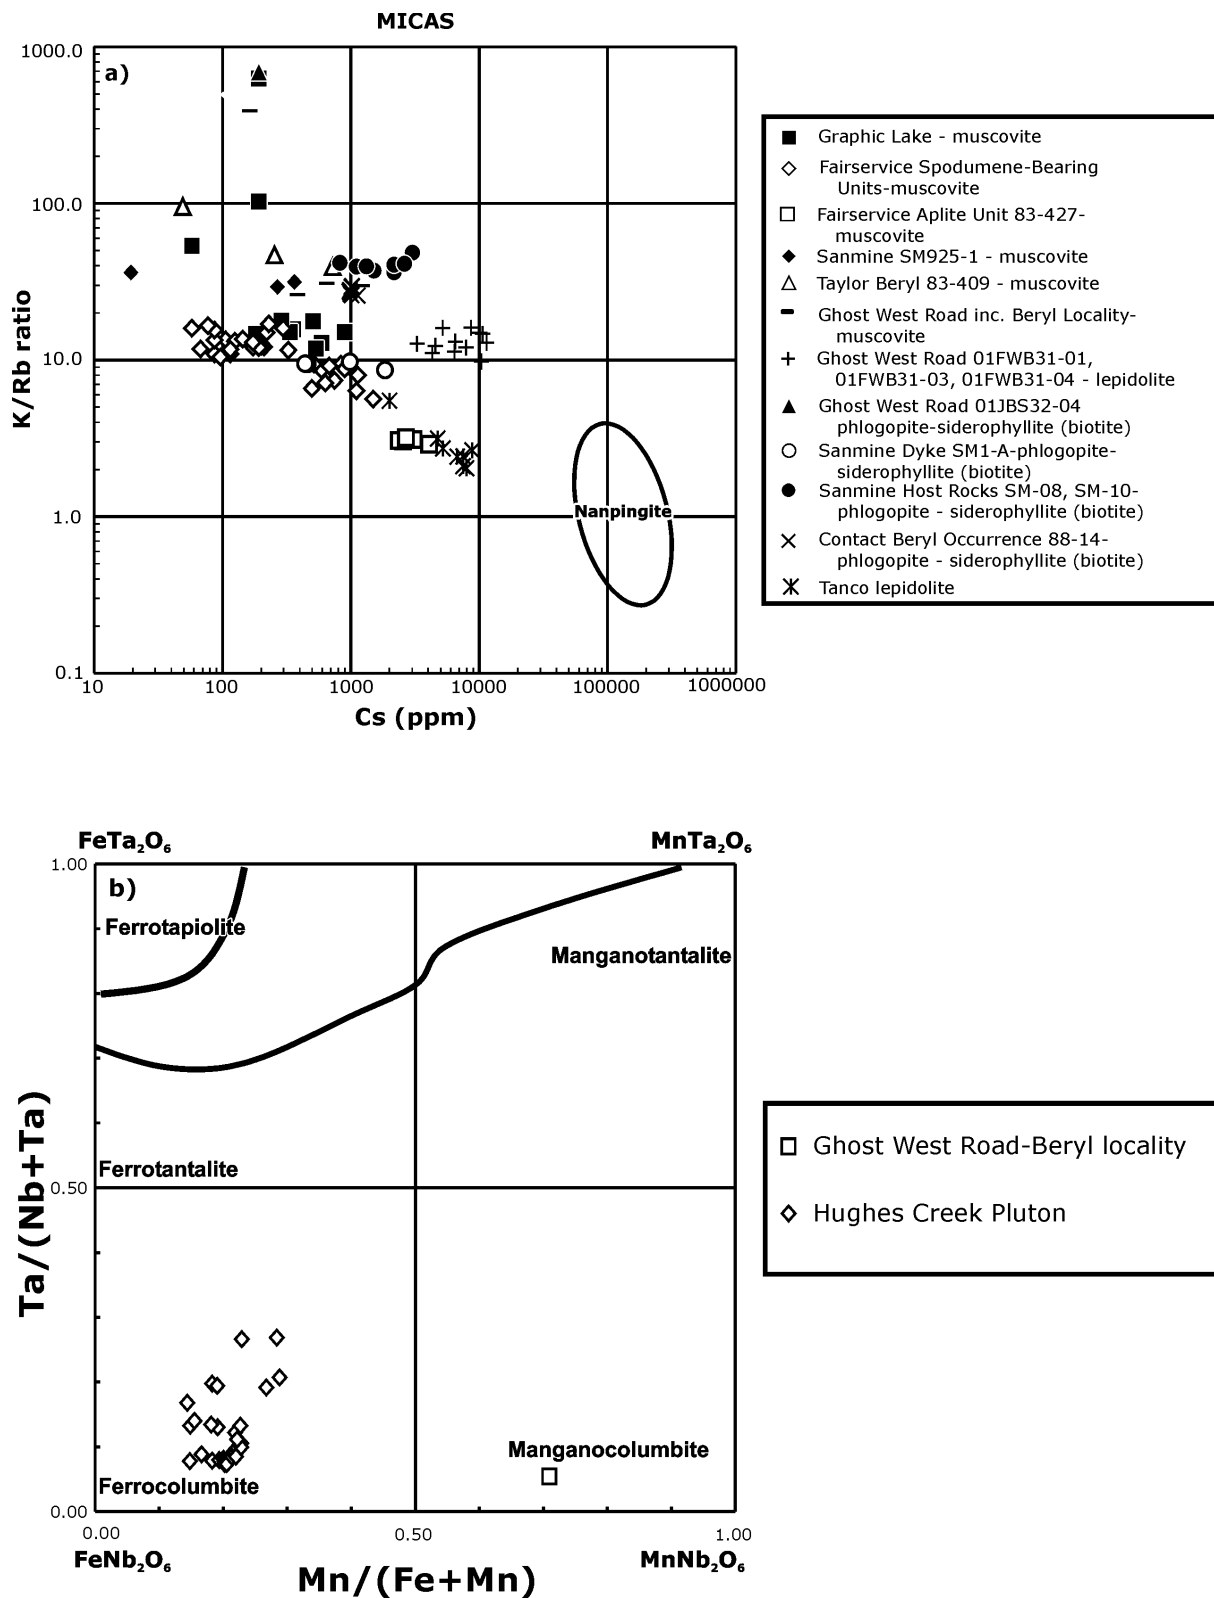 MICAS
1000.0
a)
100.0
10.0
1.0
0.1
K/Rb ratio
Nanpingite
10
100
1000
10000
100000
1000000
Cs (ppm)
Graphic Lake - muscovite
Fairservice Spodumene-Bearing
Units-muscovite
Fairservice Aplite Unit 83-427-
muscovite
Sanmine SM925-1 - muscovite
Taylor Beryl 83-409 - muscovite
Ghost West Road inc. Beryl Locality-
muscovite
Ghost West Road 01FWB31-01,
01FWB31-03, 01FWB31-04 - lepidolite
Ghost West Road 01JBS32-04
phlogopite-siderophyllite (biotite)
Sanmine Dyke SM1-A-phlogopite-
siderophyllite (biotite)
Sanmine Host Rocks SM-08, SM-10-
phlogopite - siderophyllite (biotite)
Contact Beryl Occurrence 88-14-
phlogopite - siderophyllite (biotite)
Tanco lepidolite
FeTa₂O₆
MnTa₂O₆
1.00
b)
Ferrotapiolite
Manganotantalite
Ferrotantalite
0.50
Manganocolumbite
Ferrocolumbite
0.00
Ta/(Nb+Ta)
0.00
0.50
1.00
FeNb₂O₆
MnNb₂O₆
Mn/(Fe+Mn)
Ghost West Road-Beryl locality
Hughes Creek Pluton